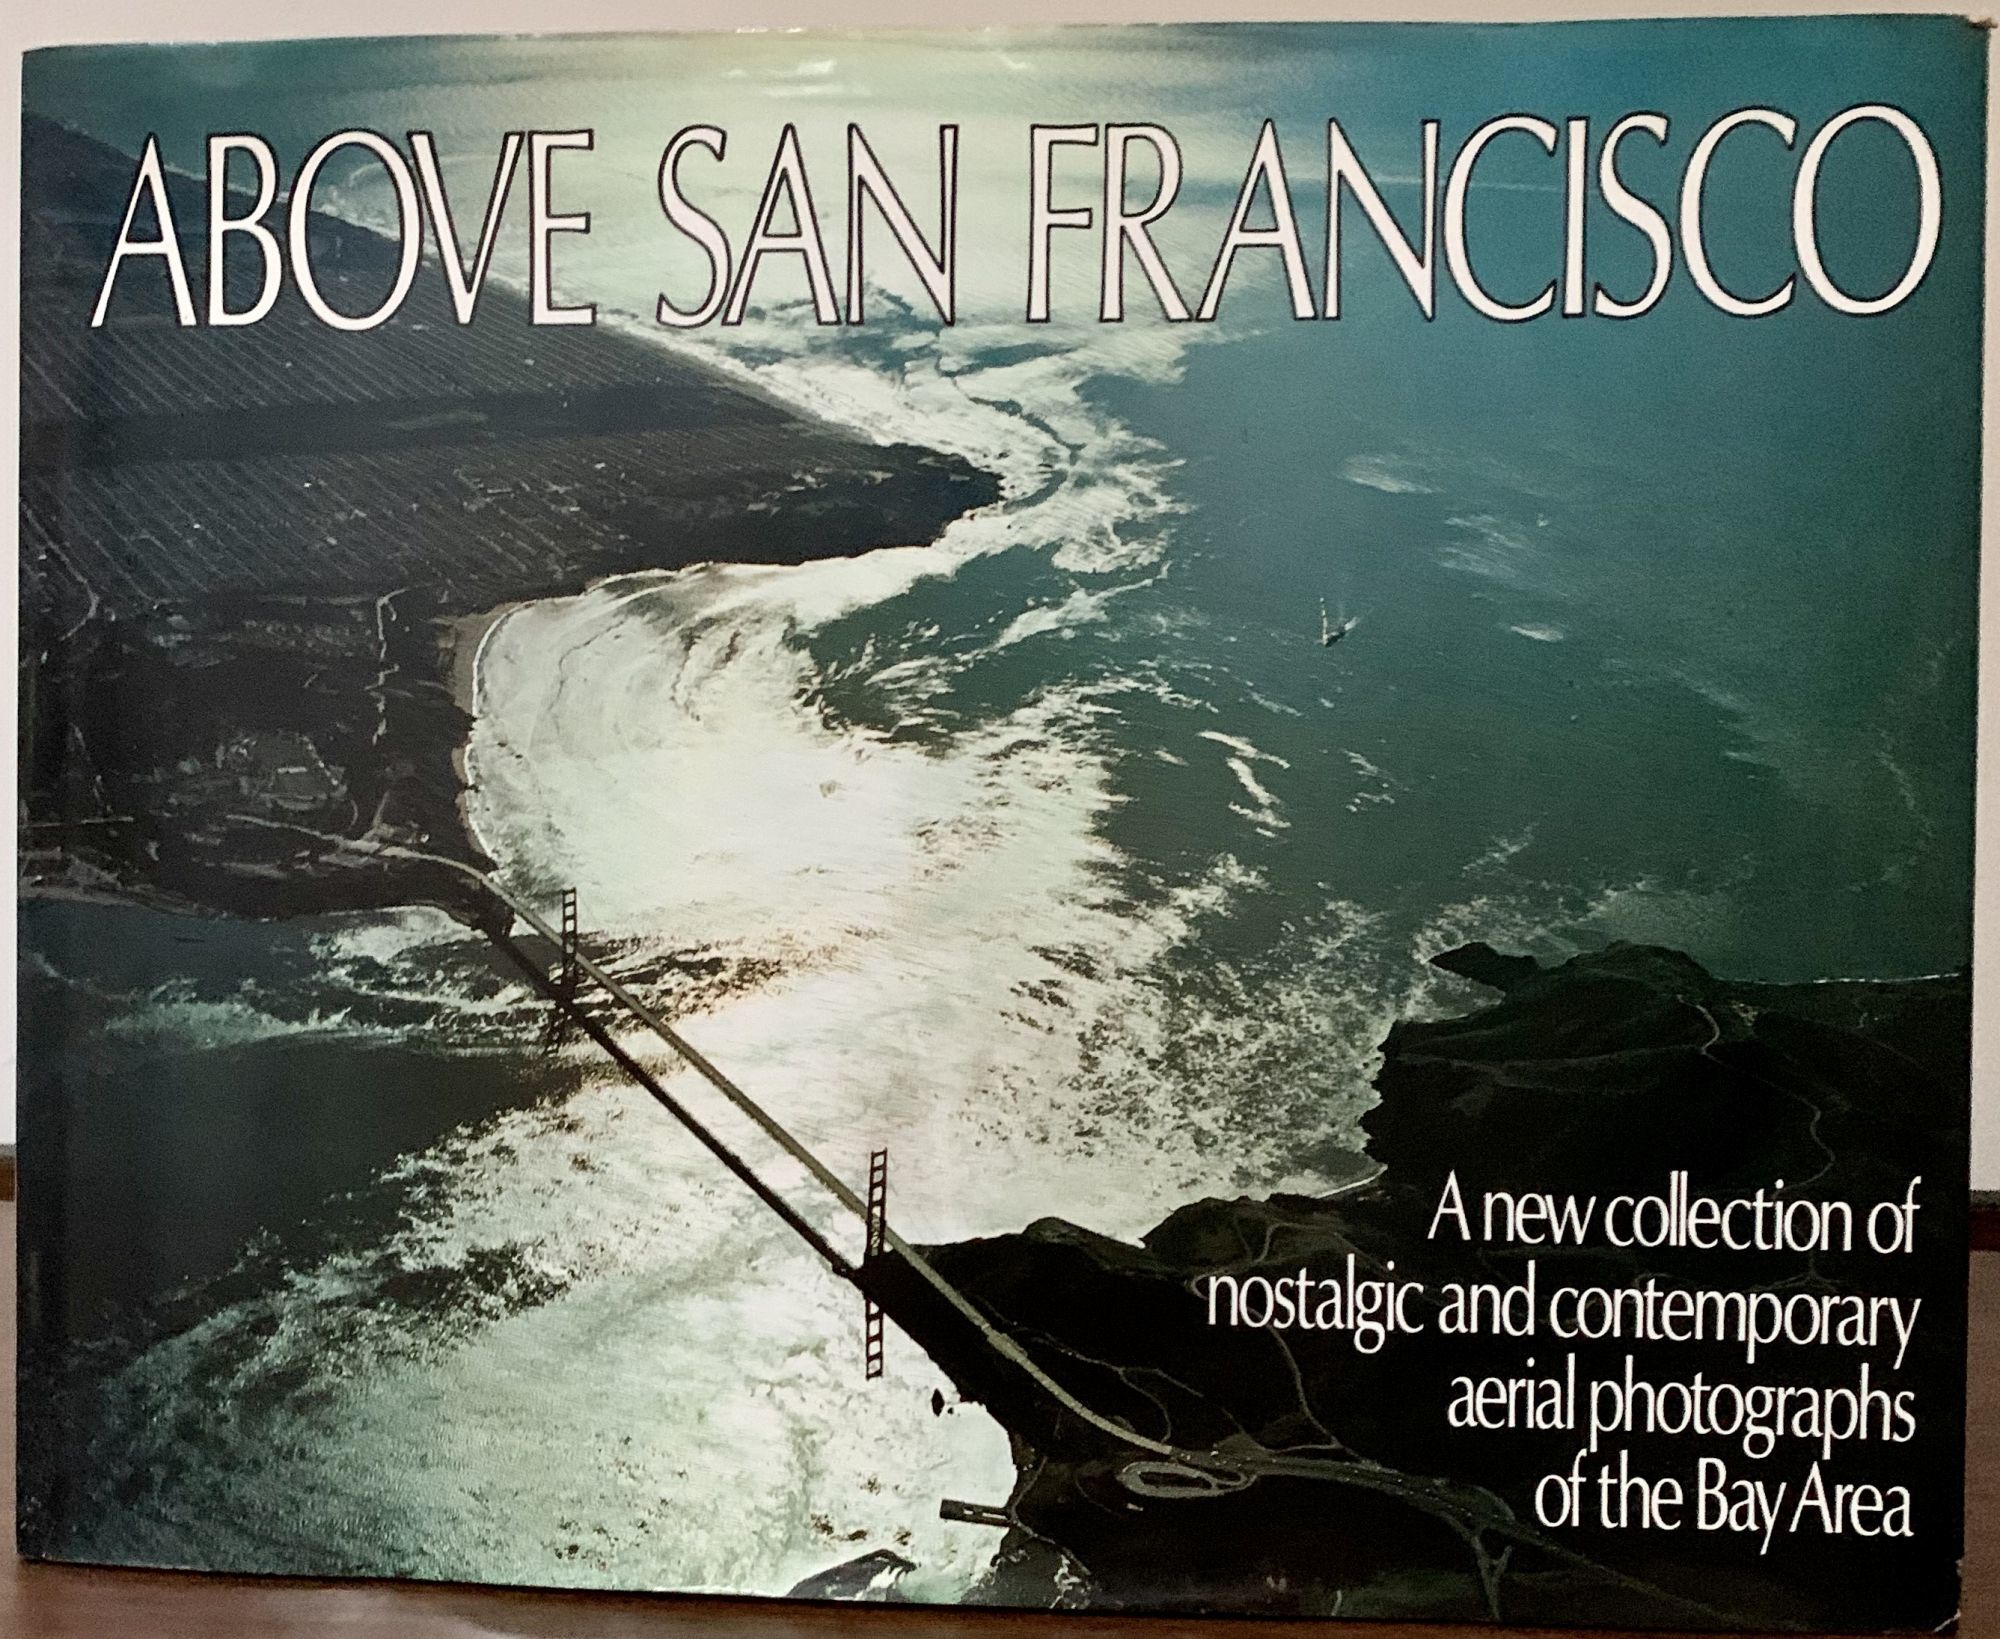 ABOVE SAN FRANCISCO
A new collection of
nostalgic and contemporary
aerial photographs
of the Bay Area